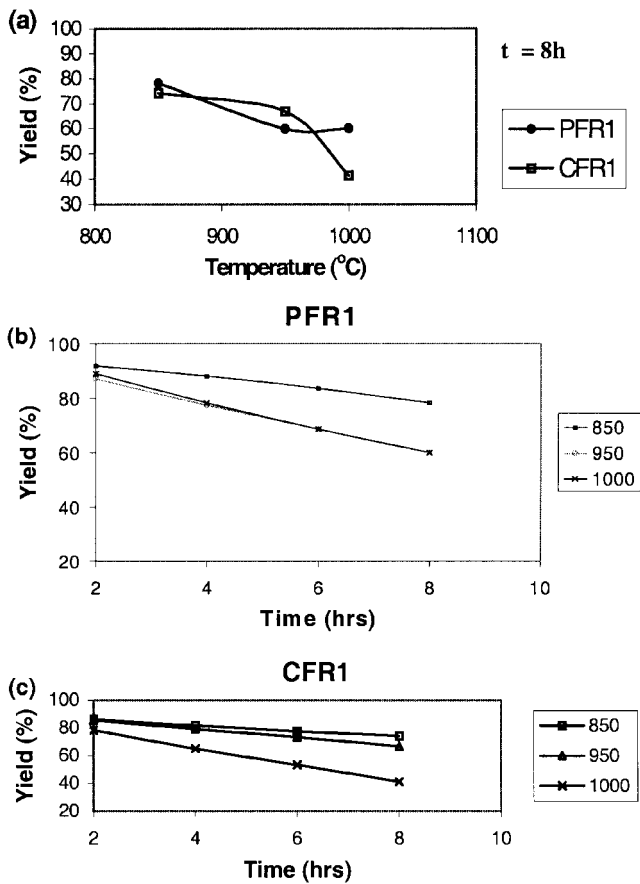 (a)
100
90
80
70
60
50
40
30
Yield (%)
800 900 1000 1100
Temperature (°C)
t = 8h
PFR1
CFR1
PFR1
(b)
100
80
60
40
20
Yield (%)
2 4 6 8 10
Time (hrs)
850
950
1000
CFR1
(c)
100
80
60
40
20
Yield (%)
2 4 6 8 10
Time (hrs)
850
950
1000